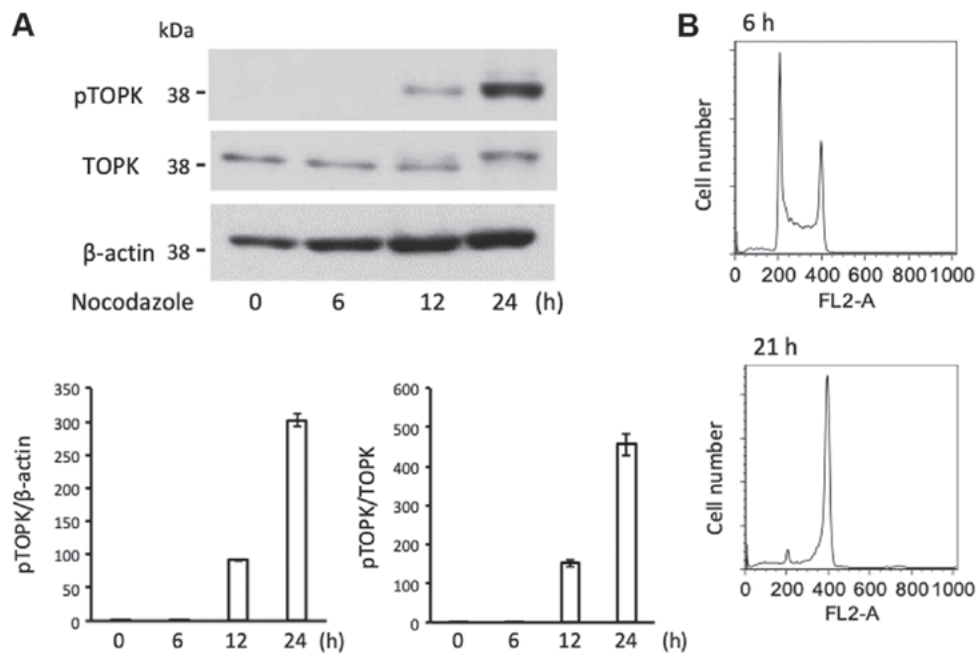 A
kDa
pTOPK 38
TOPK 38
β-actin 38
Nocodazole 0 6 12 24 (h)
350
300
250
200
150
100
50
0
pTOPK/β-actin
0 6 12 24 (h)
600
500
400
300
200
100
0
pTOPK/TOPK
0 6 12 24 (h)
B
6 h
Cell number
0 200 400 600 800 1000
FL2-A
21 h
Cell number
0 200 400 600 800 1000
FL2-A